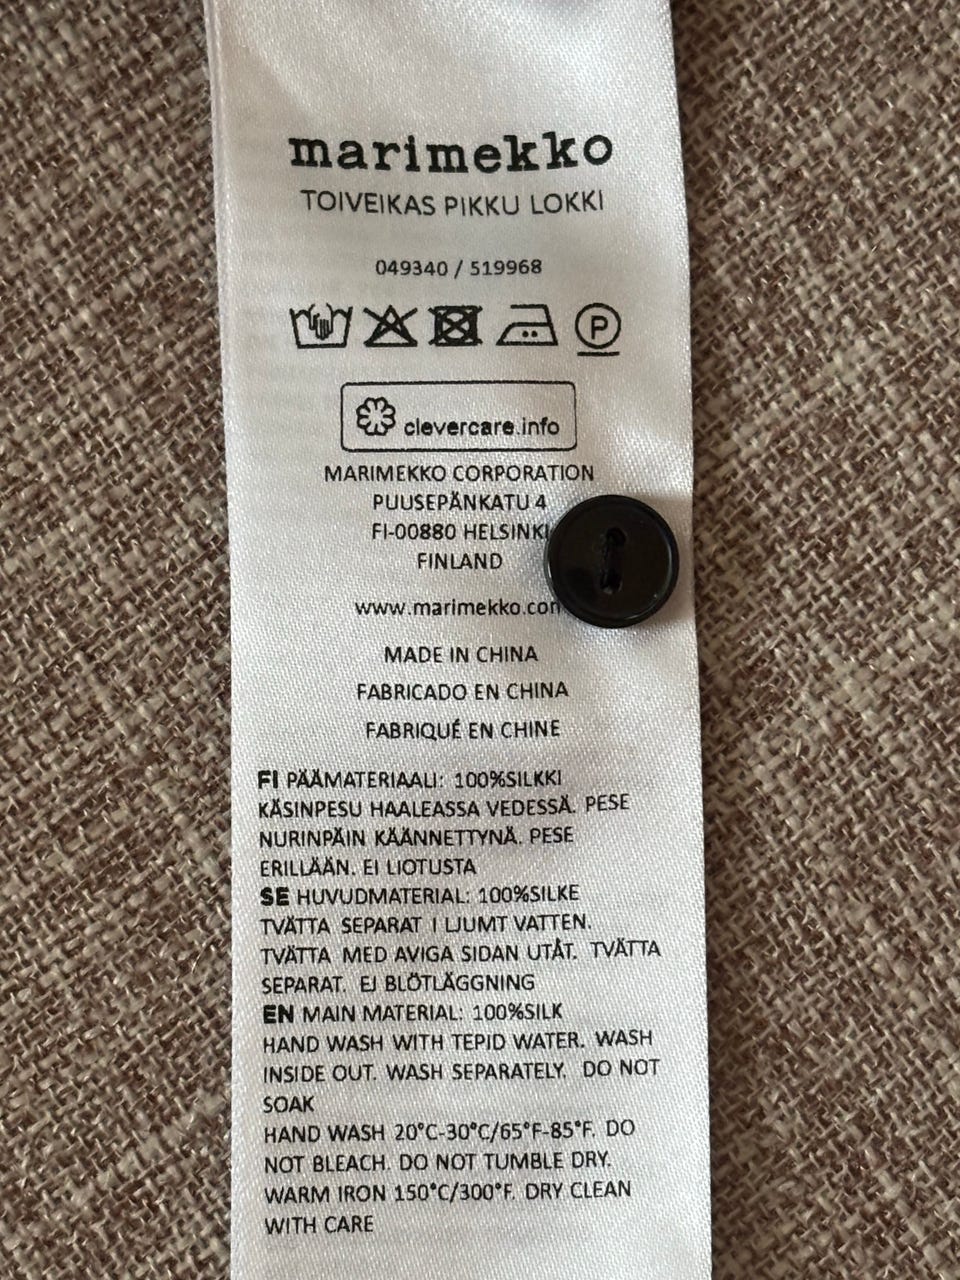 marimekko
TOIVEIKAS PIKKU LOKKI
049340 / 519968
P
clevercare.info
MARIMEKKO CORPORATION
PUUSEPÄNKATU 4
FI-00880 HELSINKI
FINLAND
www.marimekko.com
MADE IN CHINA
FABRICADO EN CHINA
FABRIQUÉ EN CHINE
FI PÄÄMATERIAALI: 100%SILKKI
KÄSINPESU HAALEASSA VEDESSÄ. PESE
NURINPÄIN KÄÄNNETTYNÄ. PESE
ERILLÄÄN. EI LIOTUSTA
SE HUVUDMATERIAL: 100%SILKE
TVÄTTA SEPARAT I LJUMT VATTEN.
TVÄTTA MED AVIGA SIDAN UTÅT. TVÄTTA
SEPARAT. EJ BLÖTLÄGGNING
EN MAIN MATERIAL: 100%SILK
HAND WASH WITH TEPID WATER. WASH
INSIDE OUT. WASH SEPARATELY. DO NOT
SOAK
HAND WASH 20°C-30°C/65°F-85°F. DO
NOT BLEACH. DO NOT TUMBLE DRY.
WARM IRON 150°C/300°F. DRY CLEAN
WITH CARE